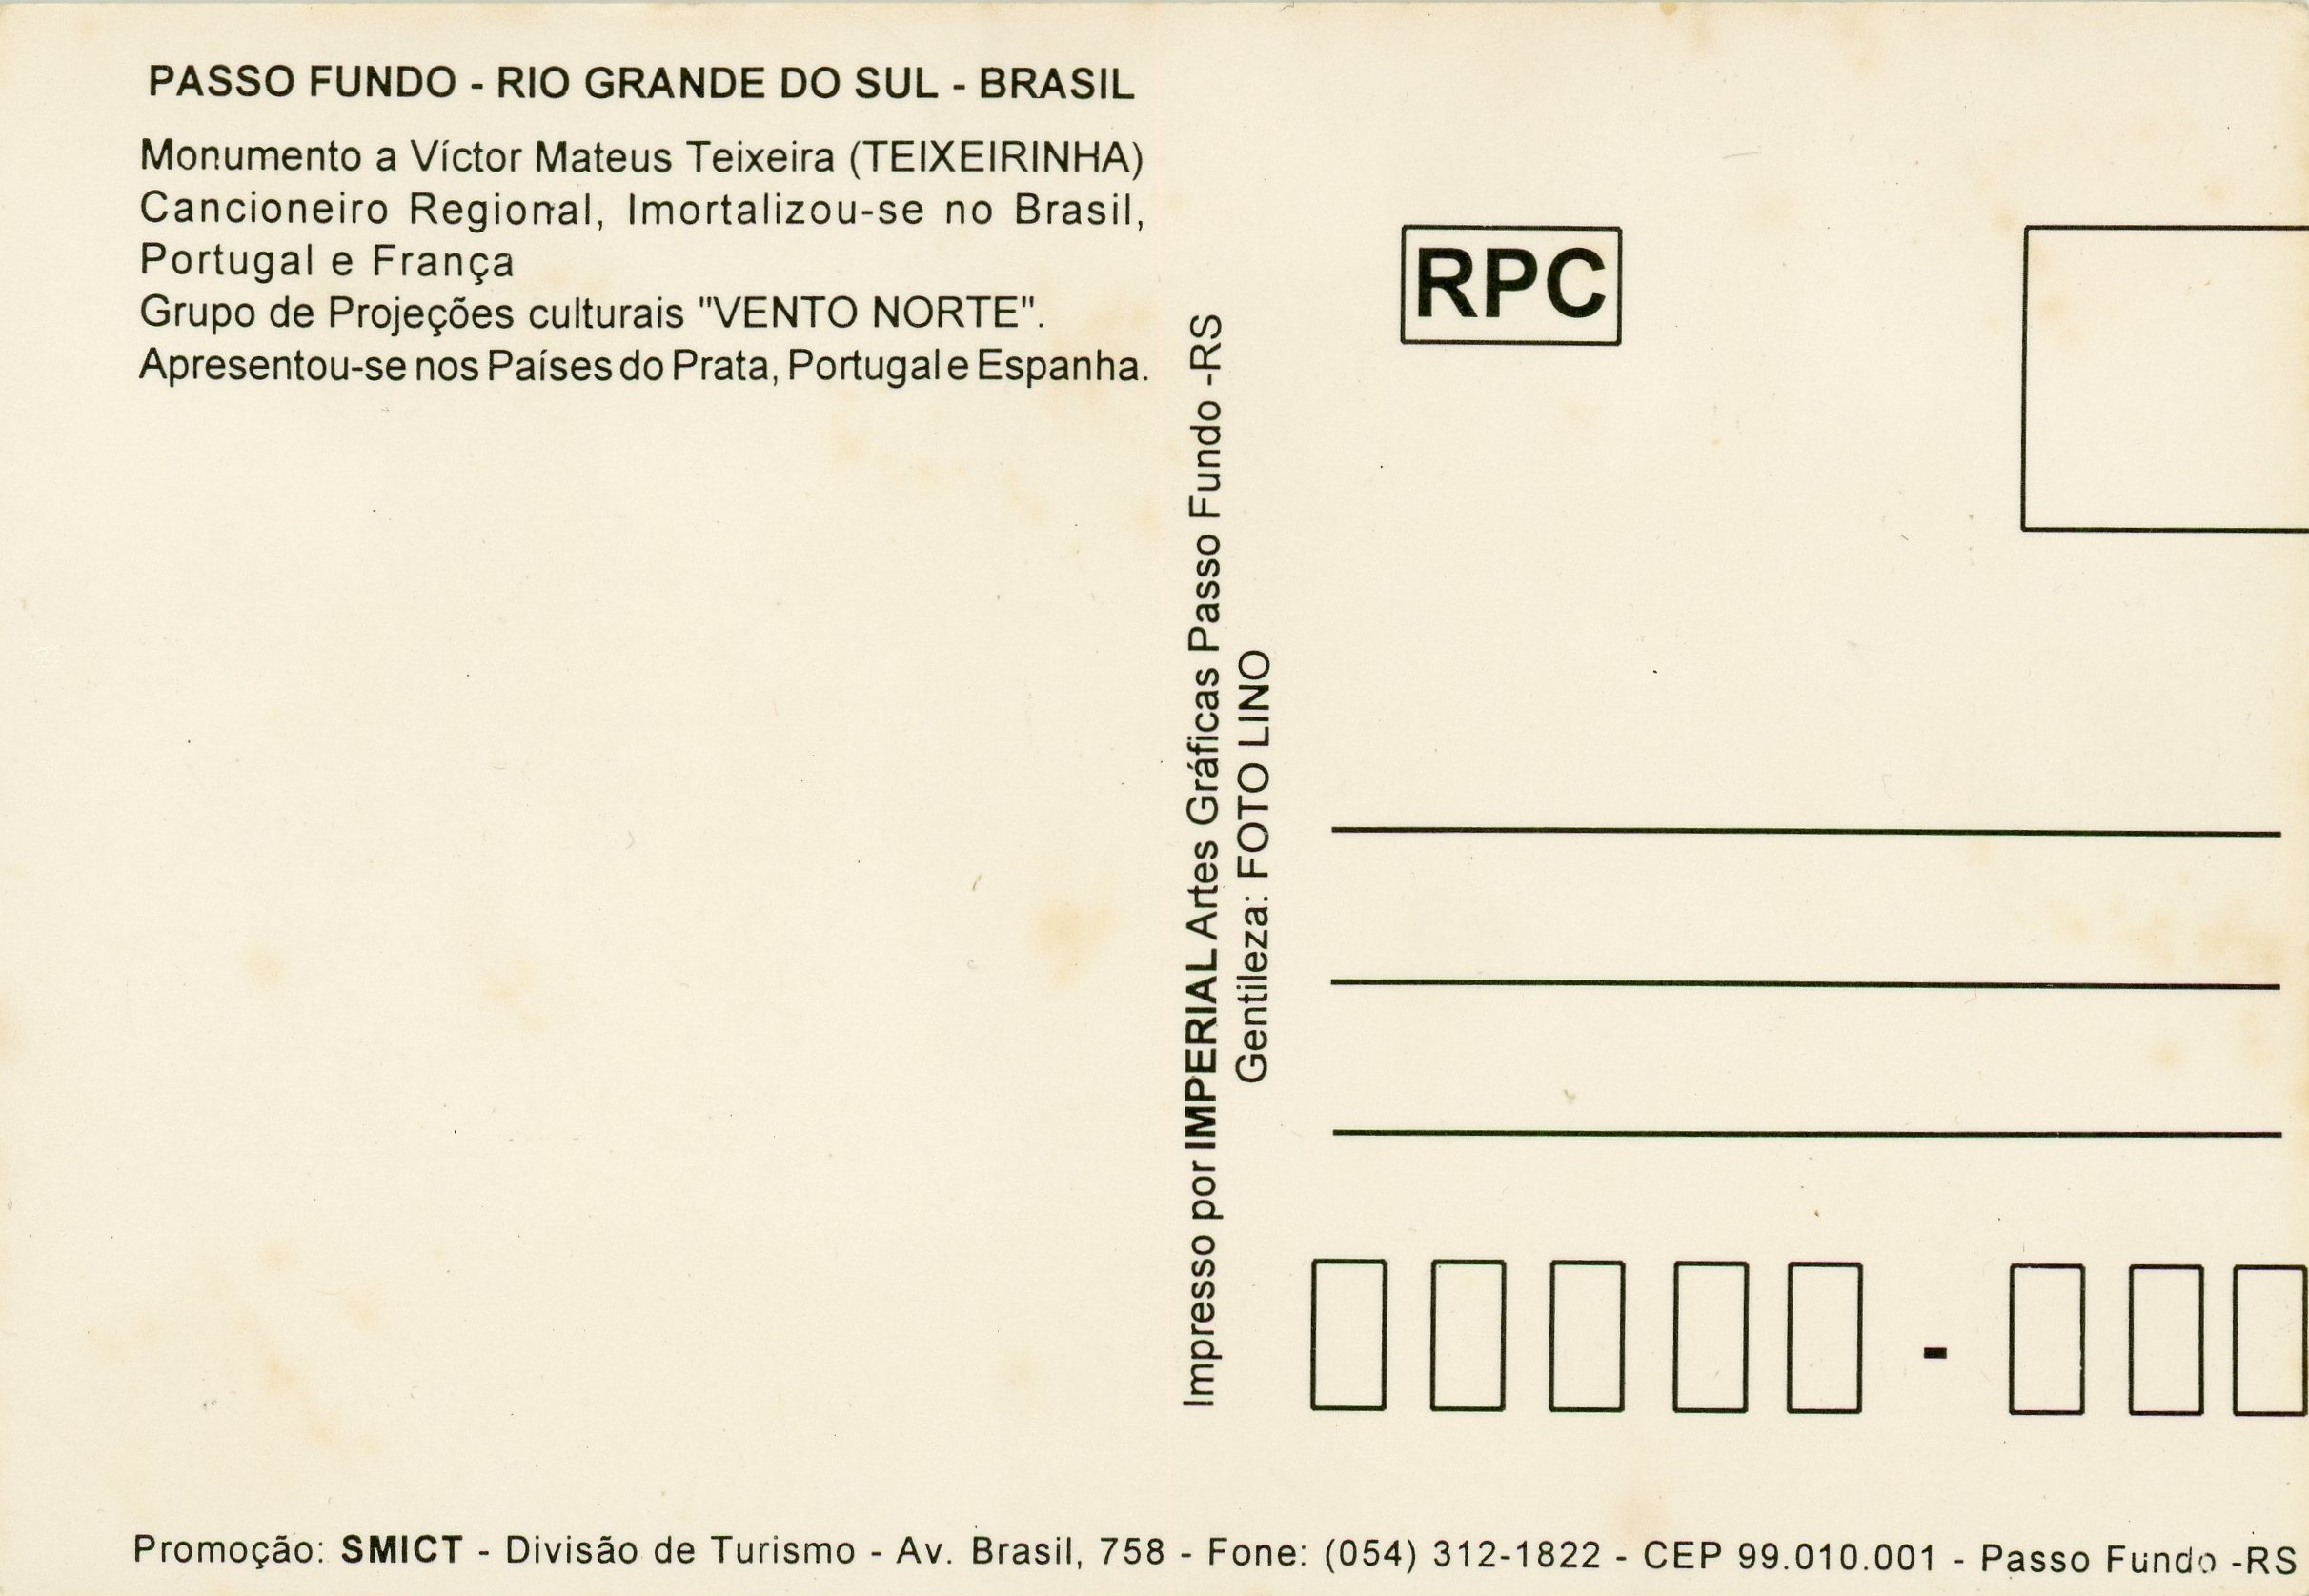 PASSO FUNDO - RIO GRANDE DO SUL - BRASIL
Monumento a Víctor Mateus Teixeira (TEIXEIRINHA)
Cancioneiro Regional, Imortalizou-se no Brasil,
Portugal e França
Grupo de Projeções culturais "VENTO NORTE".
Apresentou-se nos Países do Prata, Portugal e Espanha.
Impresso por IMPERIAL Artes Gráficas Passo Fundo -RS
Gentileza: FOTO LINO
RPC
-
Promoção: SMICT - Divisão de Turismo - Av. Brasil, 758 - Fone: (054) 312-1822 - CEP 99.010.001 - Passo Fundo -RS